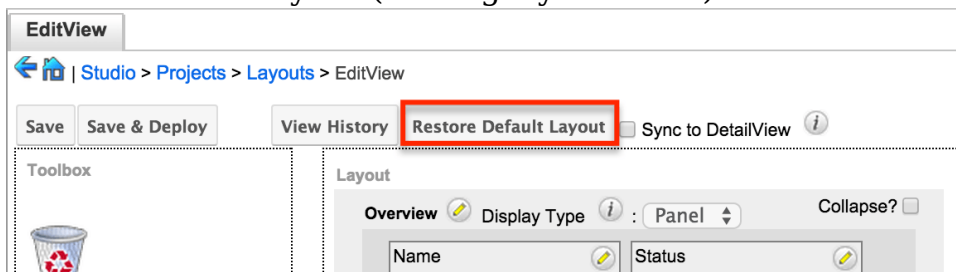 EditView
| Studio > Projects > Layouts > EditView
Save Save & Deploy View History Restore Default Layout Sync to DetailView i
Toolbox
Layout
Overview Display Type i : Panel Collapse?
Name Status